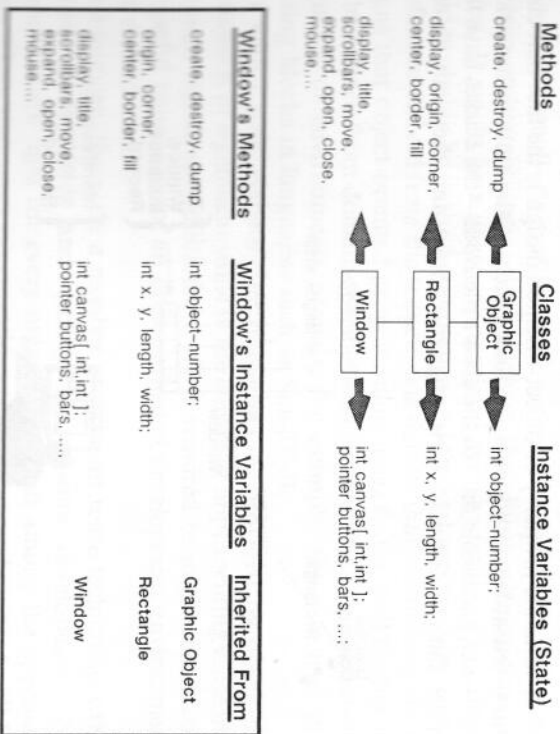 Methods
Classes
Instance Variables (State)
create, destroy, dump
Graphic
Object
int object-number;
display, origin, corner,
center, border, fill
Rectangle
int x, y, length, width;
display, title,
scrollbars, move,
expand, open, close,
mouse,...
Window
int canvas[ int,int ];
pointer buttons, bars, ...;
Window's Methods
Window's Instance Variables
Inherited From
create, destroy, dump
int object-number;
Graphic Object
origin, corner,
center, border, fill
int x, y, length, width;
Rectangle
display, title,
scrollbars, move,
expand, open, close,
mouse,...
int canvas[ int,int ];
pointer buttons, bars, ...;
Window